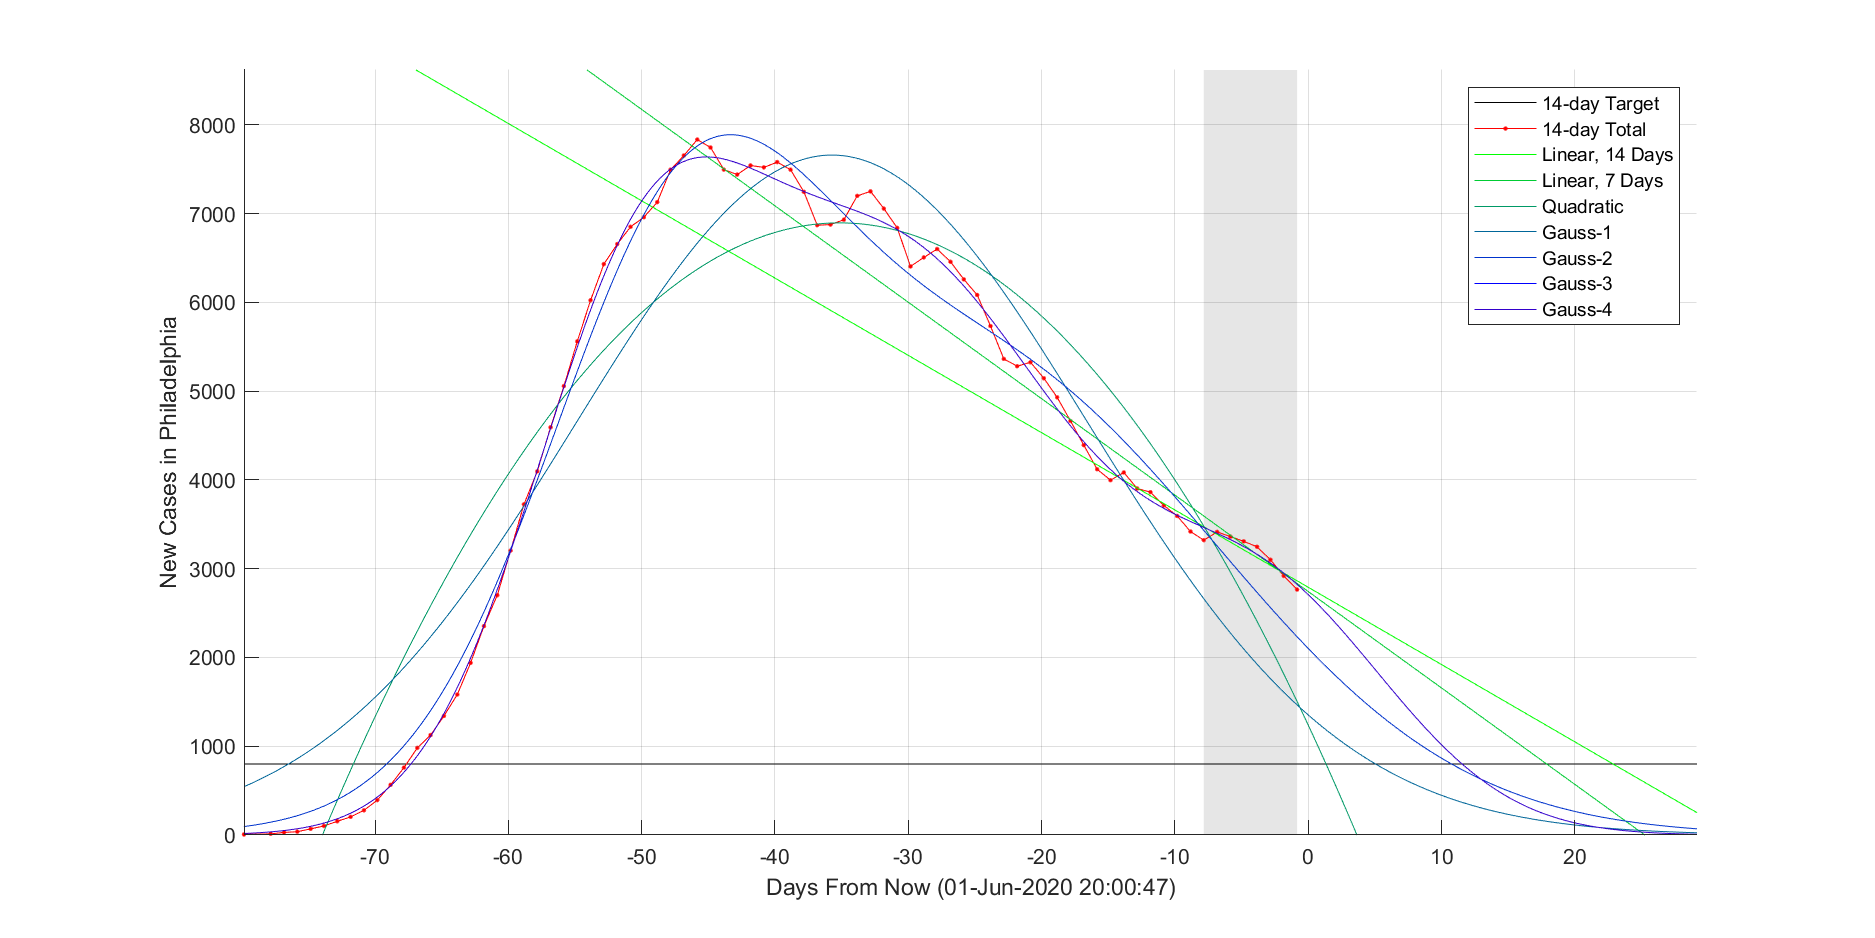 8000
7000
6000
5000
4000
3000
2000
1000
0
New Cases in Philadelphia
14-day Target
14-day Total
Linear, 14 Days
Linear, 7 Days
Quadratic
Gauss-1
Gauss-2
Gauss-3
Gauss-4
-70 -60 -50 -40 -30 -20 -10 0 10 20
Days From Now (01-Jun-2020 20:00:47)